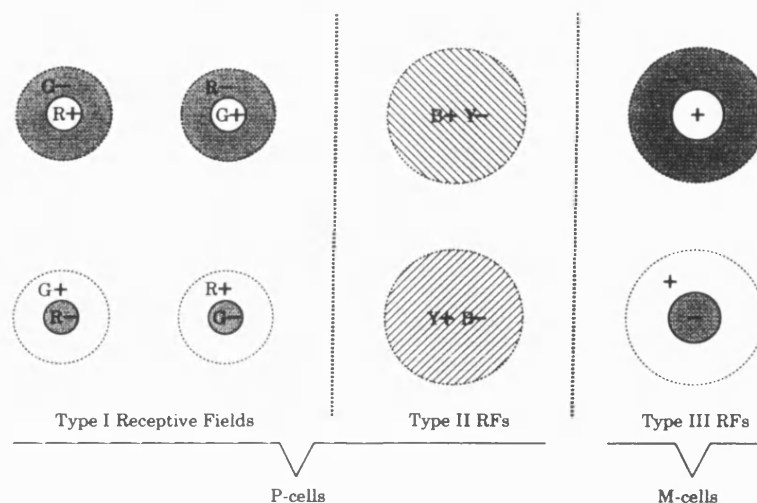 G− R− B+ Y− +
R+ G+
G+ R+ Y+ B− +
R− G− −
Type I Receptive Fields Type II RFs Type III RFs
P-cells M-cells